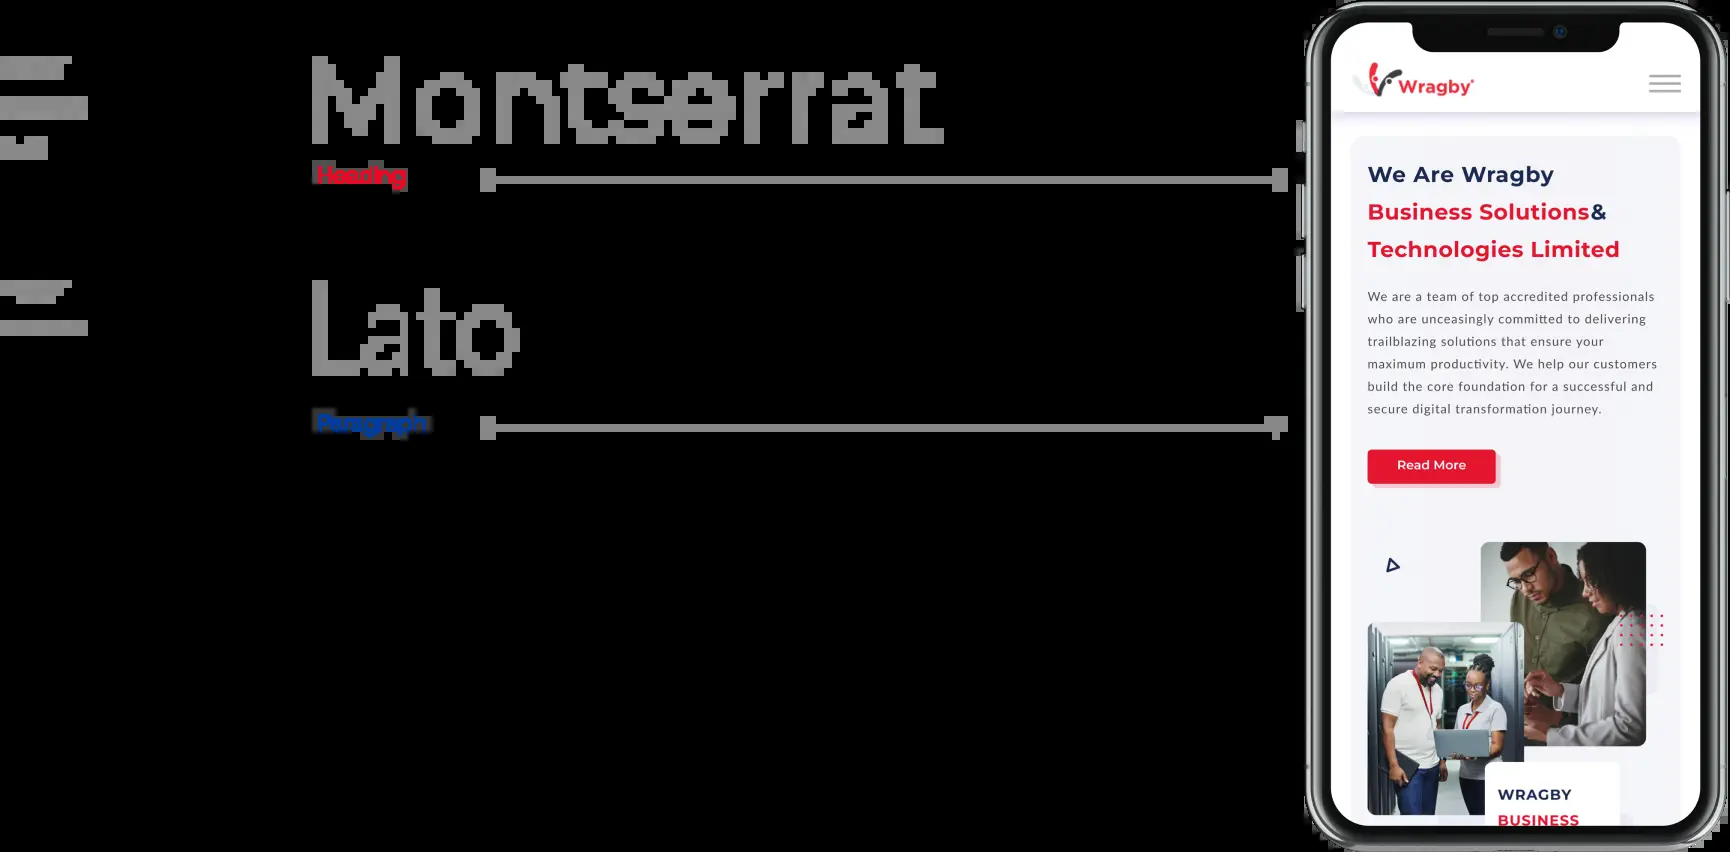 Montserrat
Heading
Lato
Paragraph
Wragby
We Are Wragby
Business Solutions&
Technologies Limited
We are a team of top accredited professionals
who are unceasingly committed to delivering
trailblazing solutions that ensure your
maximum productivity. We help our customers
build the core foundation for a successful and
secure digital transformation journey.
Read More
WRAGBY
BUSINESS